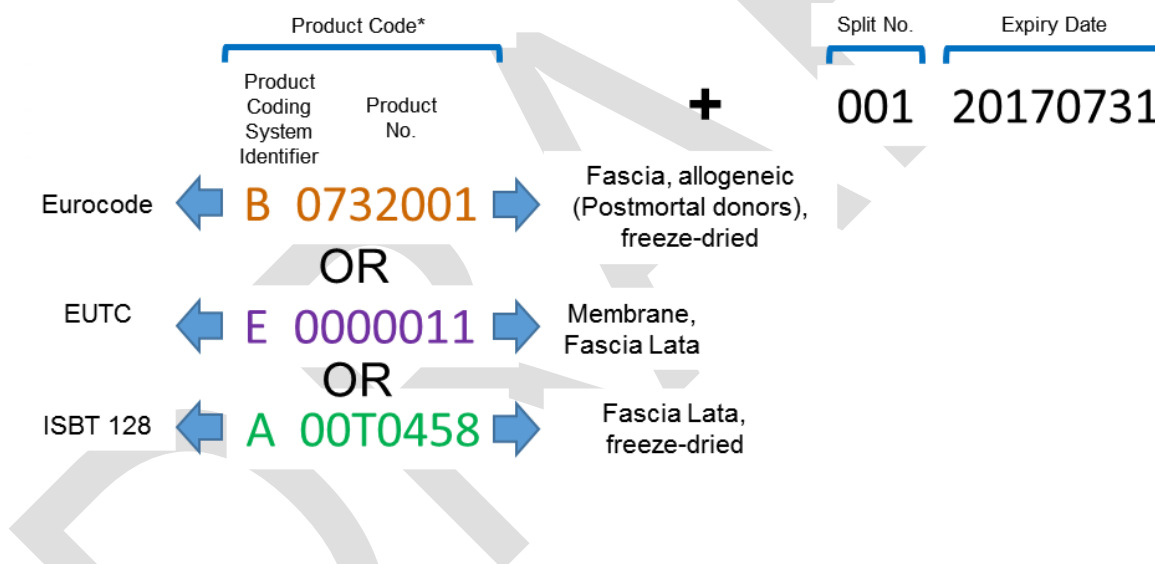 Product Code*
Split No.
Expiry Date
Product
Coding
System
Identifier
Product
No.
+
001
20170731
Eurocode
B 0732001
Fascia, allogeneic
(Postmortal donors),
freeze-dried
OR
EUTC
E 0000011
Membrane,
Fascia Lata
OR
ISBT 128
A 00T0458
Fascia Lata,
freeze-dried